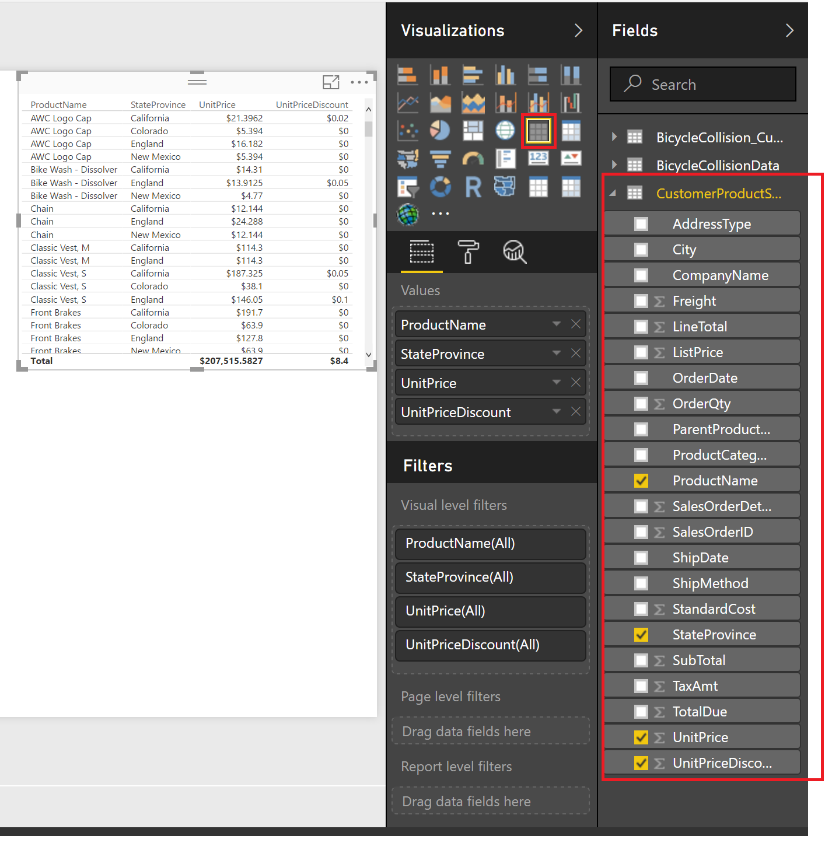 ProductName StateProvince UnitPrice UnitPriceDiscount
AWC Logo Cap California $21.3962 $0.02
AWC Logo Cap Colorado $5.394 $0
AWC Logo Cap England $16.182 $0
AWC Logo Cap New Mexico $5.394 $0
Bike Wash - Dissolver California $14.31 $0
Bike Wash - Dissolver England $13.9125 $0.05
Bike Wash - Dissolver New Mexico $4.77 $0
Chain California $12.144 $0
Chain England $24.288 $0
Chain New Mexico $12.144 $0
Classic Vest, M California $114.3 $0
Classic Vest, M England $114.3 $0
Classic Vest, S California $187.325 $0.05
Classic Vest, S Colorado $38.1 $0
Classic Vest, S England $146.05 $0.1
Front Brakes California $191.7 $0
Front Brakes Colorado $63.9 $0
Front Brakes England $127.8 $0
Front Brakes New Mexico $63.9 $0
Total $207,515.5827 $8.4
Visualizations
R
123
Values
ProductName
StateProvince
UnitPrice
UnitPriceDiscount
Filters
Visual level filters
ProductName(All)
StateProvince(All)
UnitPrice(All)
UnitPriceDiscount(All)
Page level filters
Drag data fields here
Report level filters
Drag data fields here
Fields
Search
BicycleCollision_Cu...
BicycleCollisionData
CustomerProductS...
AddressType
City
CompanyName
Σ Freight
Σ LineTotal
Σ ListPrice
OrderDate
Σ OrderQty
ParentProduct...
ProductCateg...
ProductName
Σ SalesOrderDet...
Σ SalesOrderID
ShipDate
ShipMethod
Σ StandardCost
StateProvince
Σ SubTotal
Σ TaxAmt
Σ TotalDue
Σ UnitPrice
Σ UnitPriceDisco...